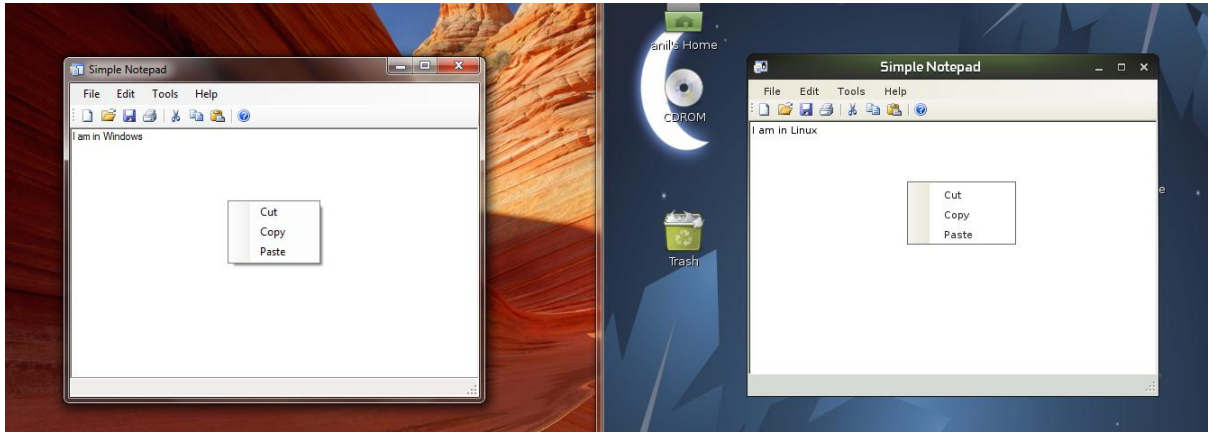 Simple Notepad
File Edit Tools Help
I am in Windows
Cut
Copy
Paste
anil's Home
CDROM
Trash
Simple Notepad
File Edit Tools Help
I am in Linux
Cut
Copy
Paste
e